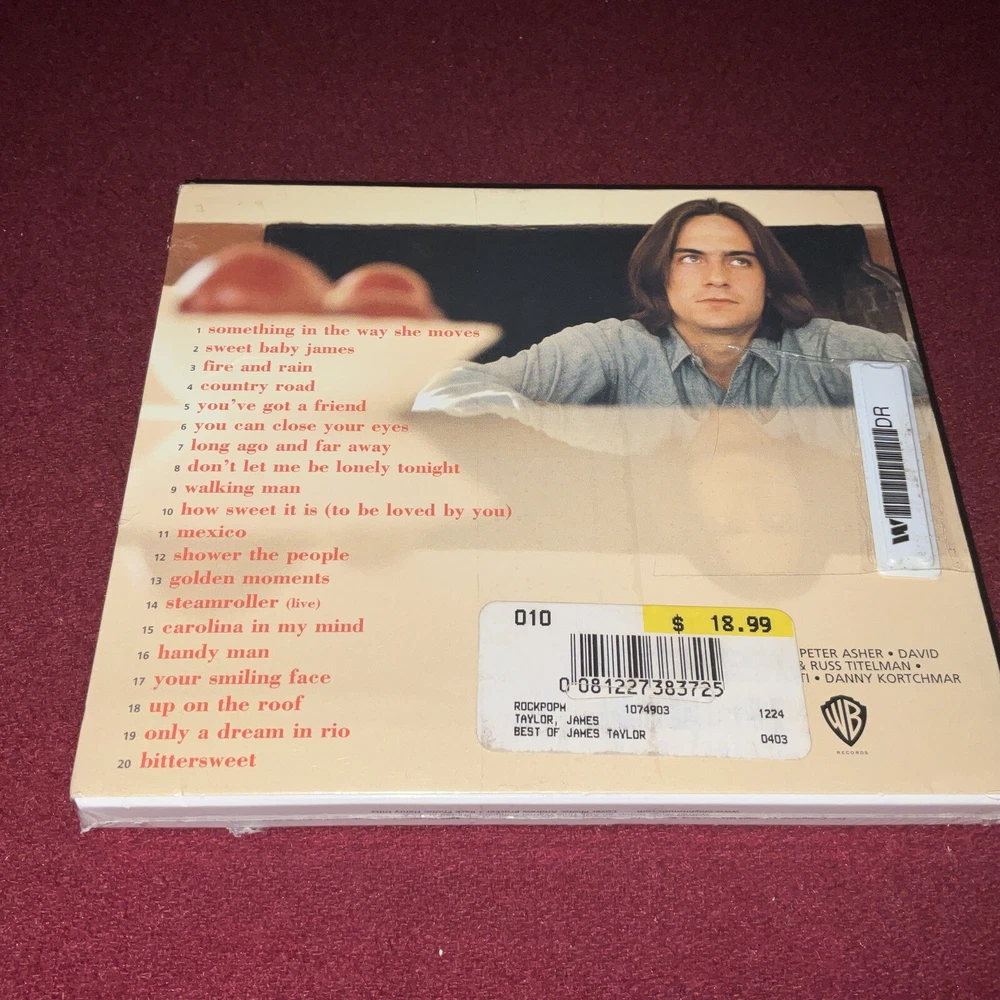 1 something in the way she moves
2 sweet baby james
3 fire and rain
4 country road
5 you've got a friend
6 you can close your eyes
7 long ago and far away
8 don't let me be lonely tonight
9 walking man
10 how sweet it is (to be loved by you)
11 mexico
12 shower the people
13 golden moments
14 steamroller (live)
15 carolina in my mind
16 handy man
17 your smiling face
18 up on the roof
19 only a dream in rio
20 bittersweet
DR
W
010 $ 18.99
0 081227383725
ROCKPOPM 1074903 1224
TAYLOR, JAMES
BEST OF JAMES TAYLOR 0403
PETER ASHER • DAVID
& RUSS TITELMAN •
TI • DANNY KORTCHMAR
WB
RECORDS